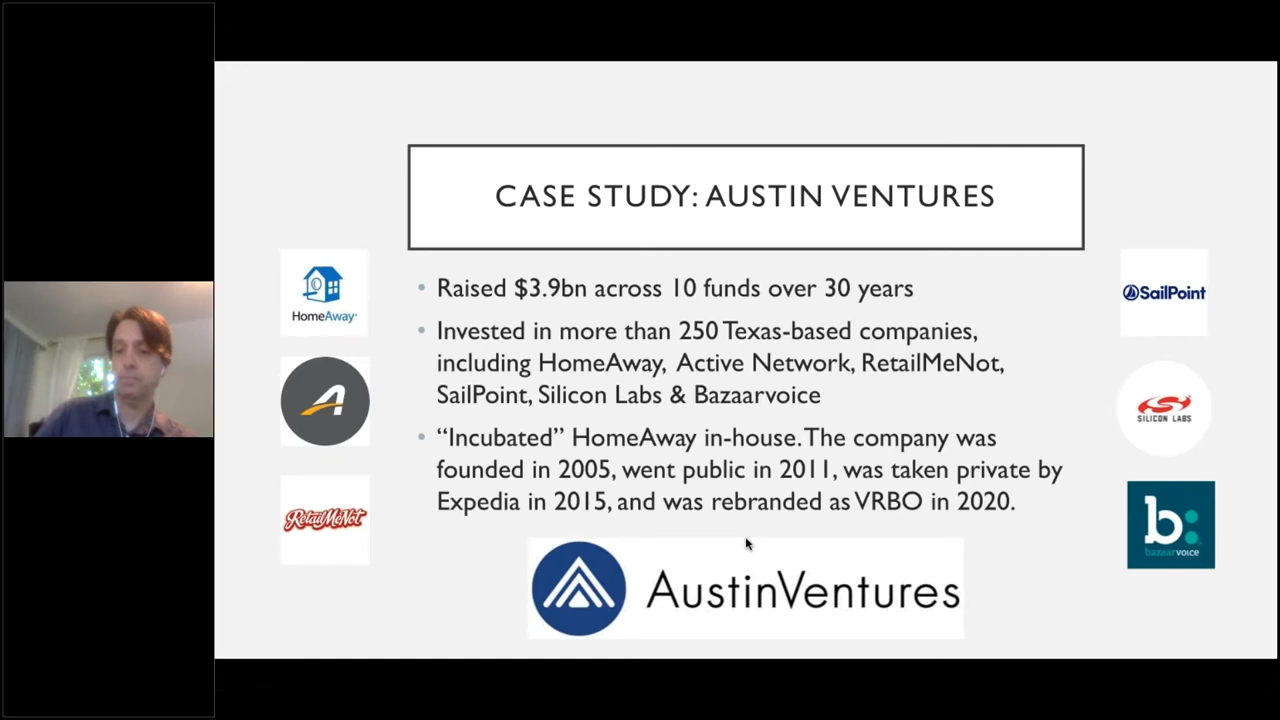 CASE STUDY: AUSTIN VENTURES
• Raised $3.9bn across 10 funds over 30 years
• Invested in more than 250 Texas-based companies,
including HomeAway, Active Network, RetailMeNot,
SailPoint, Silicon Labs & Bazaarvoice
• “Incubated” HomeAway in-house. The company was
founded in 2005, went public in 2011, was taken private by
Expedia in 2015, and was rebranded as VRBO in 2020.
HomeAway
RetailMeNot
SailPoint
SILICON LABS
b:
bazaarvoice
AustinVentures